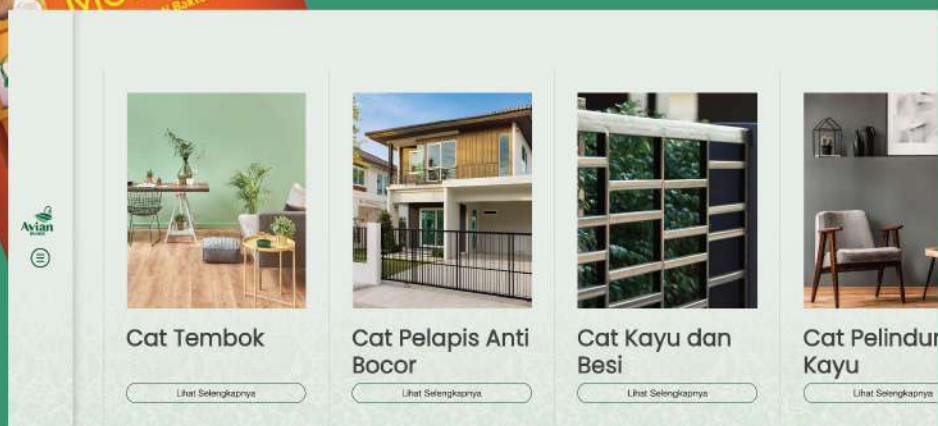 Avian
Cat Tembok
Lihat Selengkapnya
Cat Pelapis Anti
Bocor
Lihat Selengkapnya
Cat Kayu dan
Besi
Lihat Selengkapnya
Cat Pelindun
Kayu
Lihat Selengkapnya